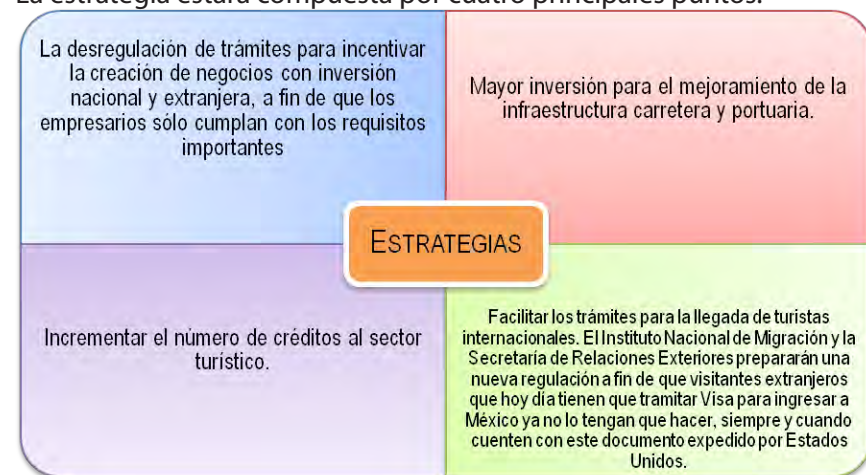 La estrategia estará compuesta por cuatro principales puntos.
La desregulación de trámites para incentivar
la creación de negocios con inversión
nacional y extranjera, a fin de que los
empresarios sólo cumplan con los requisitos
importantes
Mayor inversión para el mejoramiento de la
infraestructura carretera y portuaria.
ESTRATEGIAS
Incrementar el número de créditos al sector
turístico.
Facilitar los trámites para la llegada de turistas
internacionales. El Instituto Nacional de Migración y la
Secretaría de Relaciones Exteriores prepararán una
nueva regulación a fin de que visitantes extranjeros
que hoy día tienen que tramitar Visa para ingresar a
México ya no lo tengan que hacer, siempre y cuando
cuenten con este documento expedido por Estados
Unidos.